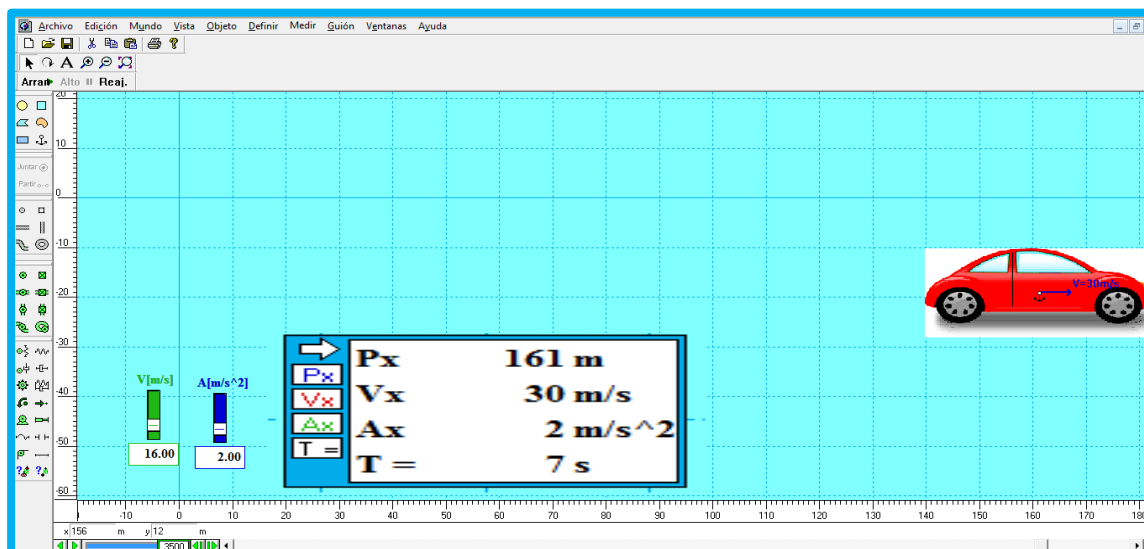 Archivo Edición Mundo Vista Objeto Definir Medir Guión Ventanas Ayuda
Alto Reaj.
20
10
Juntar
Partir
0
-10
V=30m/s
-20
-30
Px 161 m
Px
Vx 30 m/s
Vx
Ax 2 m/s^2
Ax
T = 7 s
T =
V[m/s] A[m/s^2]
-40
16.00 2.00
-50
-60
-10 0 10 20 30 40 50 60 70 80 90 100 110 120 130 140 150 160 170 180
x 156 m y 12 m
3500